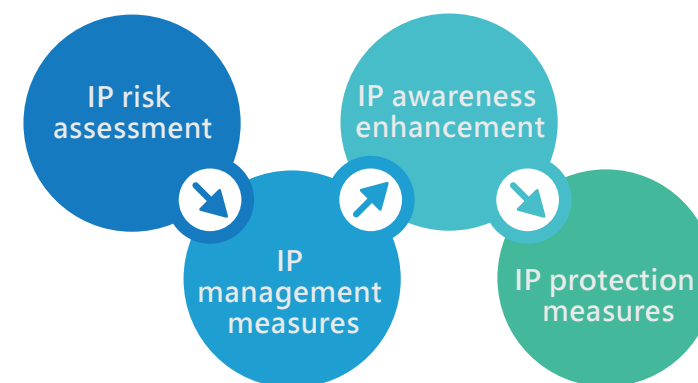 IP risk
assessment
IP
management
measures
IP awareness
enhancement
IP protection
measures